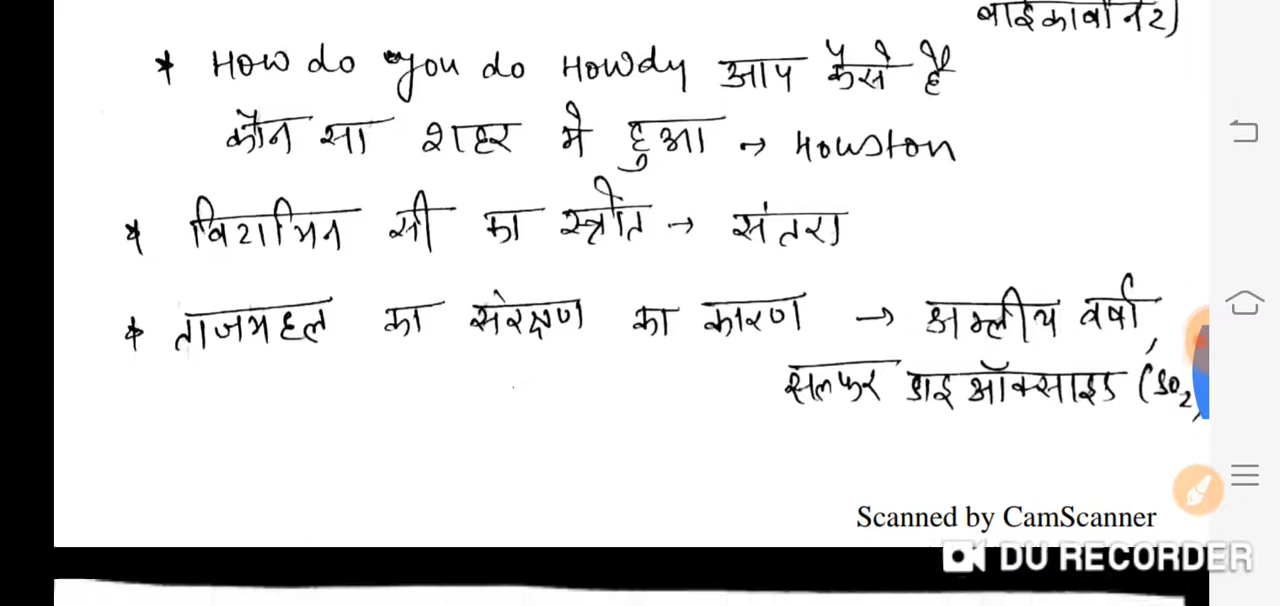 बाईकार्बोनेट)
* How do you do Howdy आप कैसे है
कौन सा शहर मे हुआ → Houston
* विटामिन सी का स्त्रोत → संतरा
* ताजमहल का संरक्षण का कारण → अम्लीय वर्षा,
सल्फर डाइ ऑक्साइड (SO2)
Scanned by CamScanner
DU RECORDER